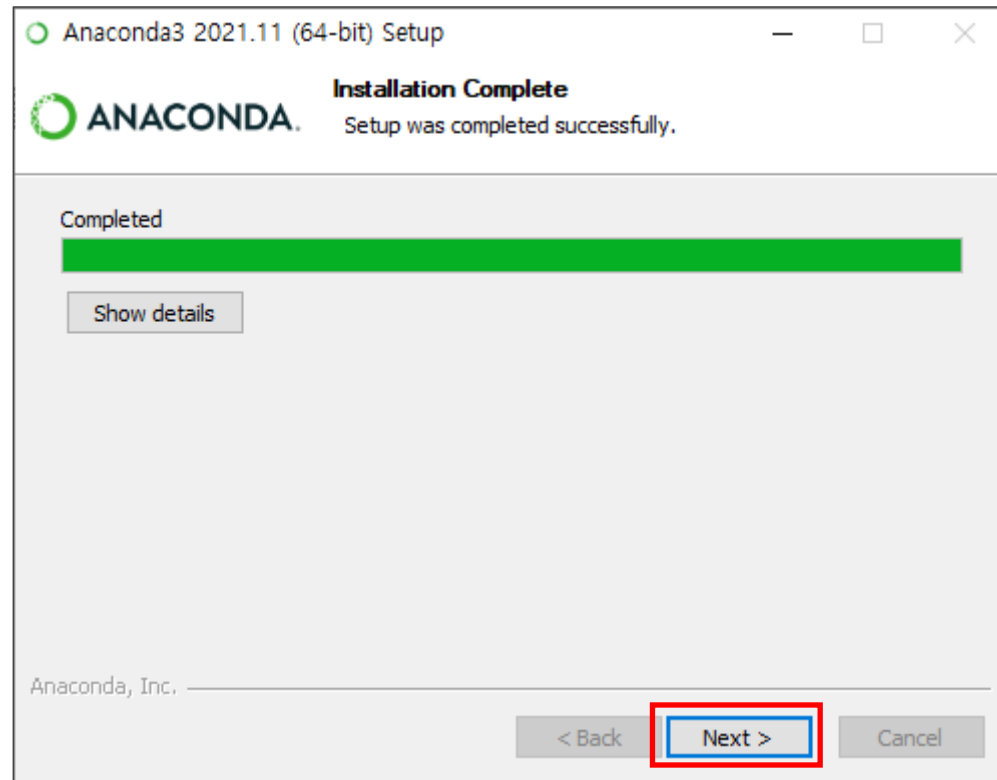 Anaconda3 2021.11 (64-bit) Setup
ANACONDA.
Installation Complete
Setup was completed successfully.
Completed
Show details
Anaconda, Inc.
< Back
Next >
Cancel